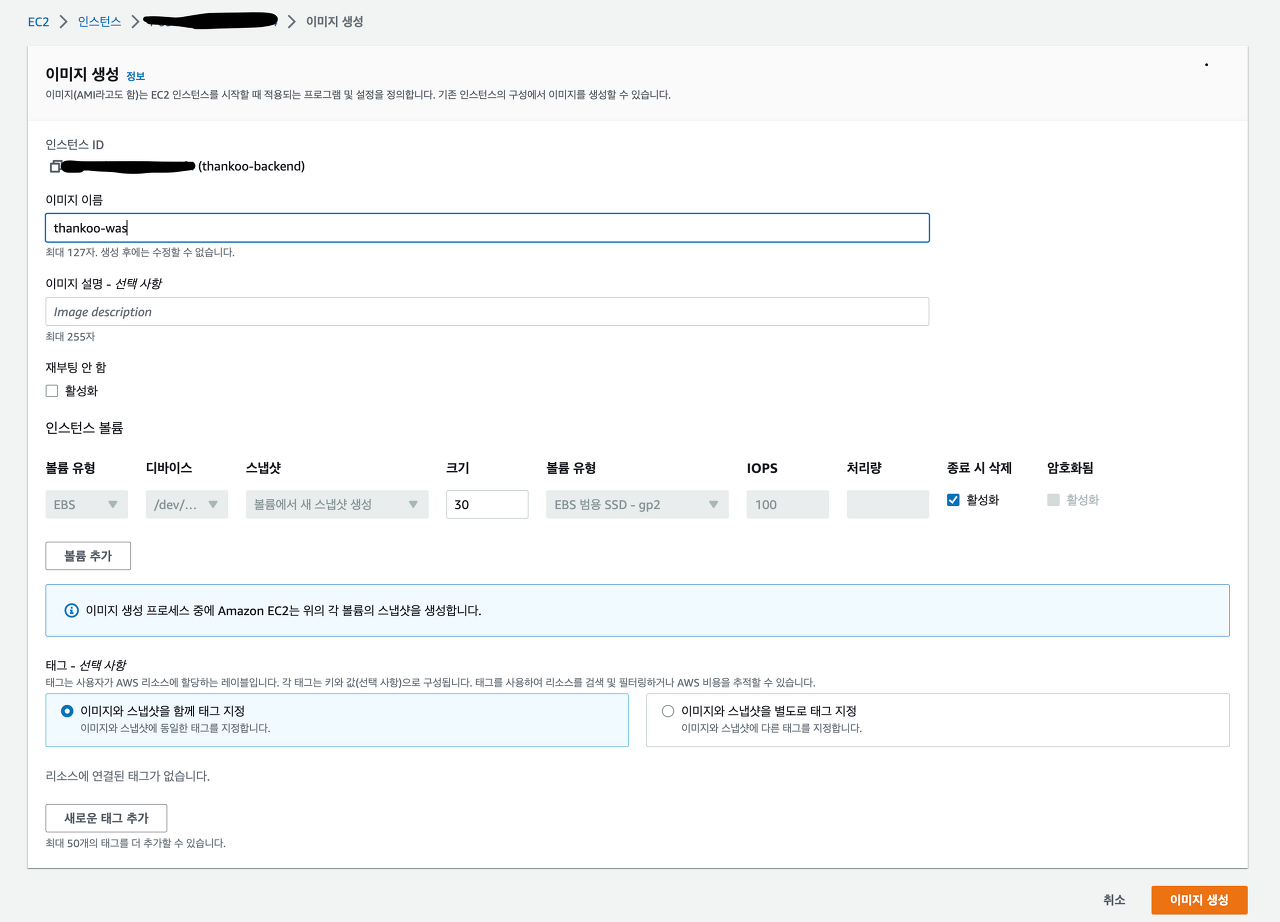 EC2 > 인스턴스 > > 이미지 생성
이미지 생성 정보
이미지(AMI라고도 함)는 EC2 인스턴스를 시작할 때 적용되는 프로그램 및 설정을 정의합니다. 기존 인스턴스의 구성에서 이미지를 생성할 수 있습니다.
인스턴스 ID
(thankoo-backend)
이미지 이름
thankoo-was
최대 127자. 생성 후에는 수정할 수 없습니다.
이미지 설명 - 선택 사항
Image description
최대 255자
재부팅 안 함
활성화
인스턴스 볼륨
볼륨 유형 디바이스 스냅샷 크기 볼륨 유형 IOPS 처리량 종료 시 삭제 암호화됨
EBS /dev/... 볼륨에서 새 스냅샷 생성 30 EBS 범용 SSD - gp2 100 활성화 활성화
볼륨 추가
이미지 생성 프로세스 중에 Amazon EC2는 위의 각 볼륨의 스냅샷을 생성합니다.
태그 - 선택 사항
태그는 사용자가 AWS 리소스에 할당하는 레이블입니다. 각 태그는 키와 값(선택 사항)으로 구성됩니다. 태그를 사용하여 리소스를 검색 및 필터링하거나 AWS 비용을 추적할 수 있습니다.
이미지와 스냅샷을 함께 태그 지정 이미지와 스냅샷을 별도로 태그 지정
이미지와 스냅샷에 동일한 태그를 지정합니다. 이미지와 스냅샷에 다른 태그를 지정합니다.
리소스에 연결된 태그가 없습니다.
새로운 태그 추가
최대 50개의 태그를 더 추가할 수 있습니다.
취소 이미지 생성